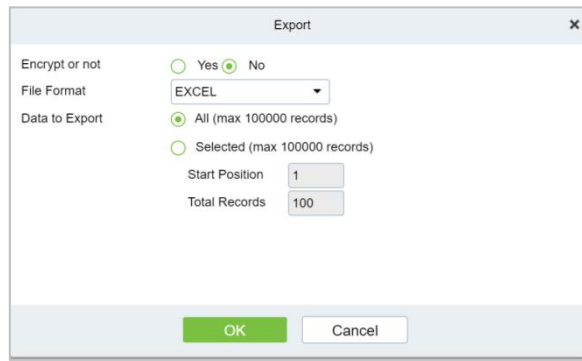 Export
Encrypt or not Yes No
File Format EXCEL
Data to Export All (max 100000 records)
Selected (max 100000 records)
Start Position 1
Total Records 100
OK Cancel